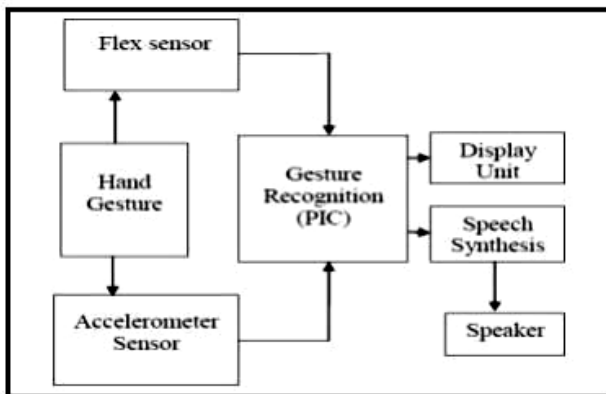 Flex sensor
Hand
Gesture
Accelerometer
Sensor
Gesture
Recognition
(PIC)
Display
Unit
Speech
Synthesis
Speaker